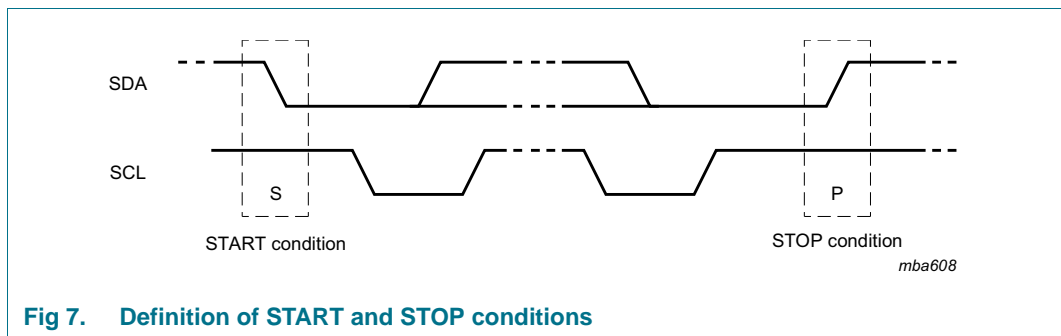 SDA
SCL
S
P
START condition
STOP condition
mba608
Fig 7. Definition of START and STOP conditions